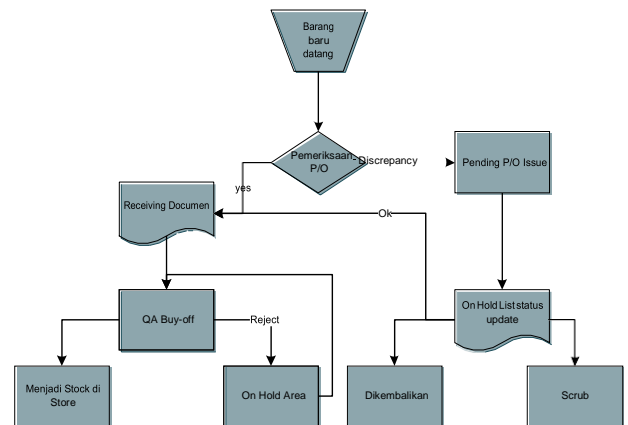 Barang
baru
datang
Pemeriksaan
P/O
Discrepancy
Pending P/O Issue
yes
Receiving Documen
Ok
On Hold List status
update
QA Buy-off
Reject
Menjadi Stock di
Store
On Hold Area
Dikembalikan
Scrub